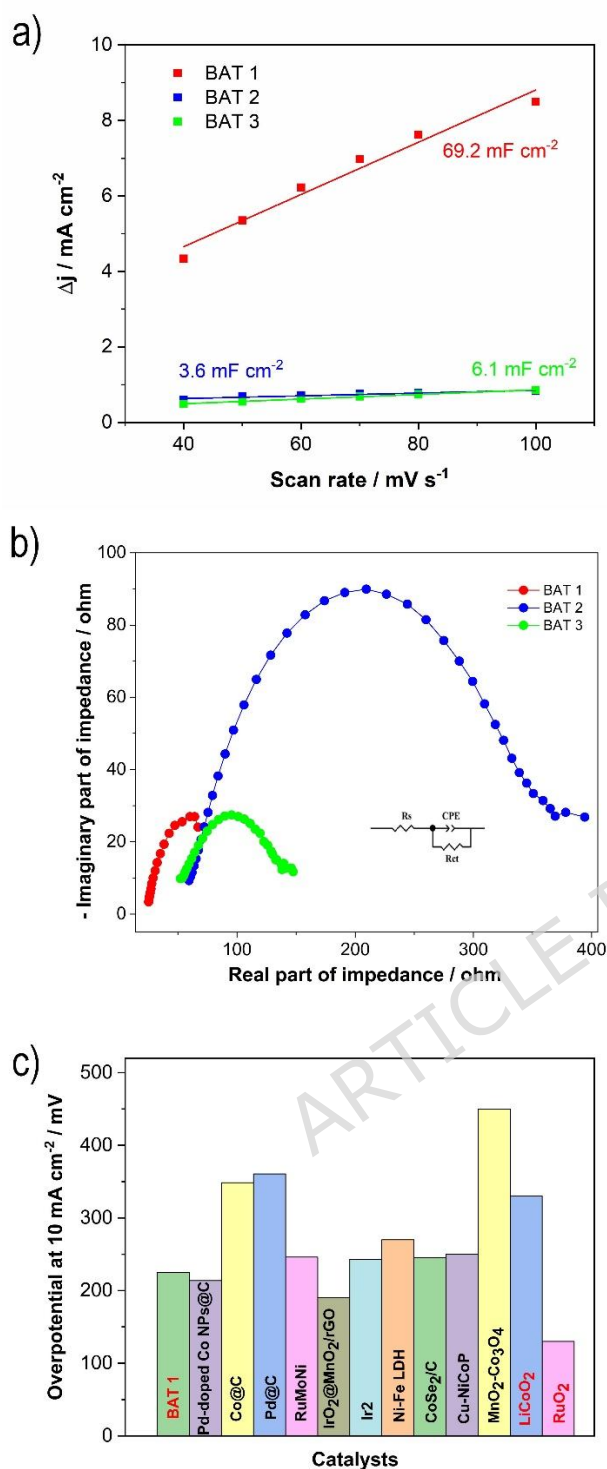 a)
10
8
6
4
2
0
Δj / mA cm⁻²
BAT 1
BAT 2
BAT 3
69.2 mF cm⁻²
3.6 mF cm⁻²
6.1 mF cm⁻²
40
60
80
100
Scan rate / mV s⁻¹
b)
100
80
60
40
20
0
- Imaginary part of impedance / ohm
BAT 1
BAT 2
BAT 3
Rs
CPE
Rct
100
200
300
400
Real part of impedance / ohm
ARTICLE
c)
500
400
300
200
100
0
Overpotential at 10 mA cm⁻² / mV
BAT 1
Pd-doped Co NPs@C
Co@C
Pd@C
RuMoNi
IrO₂@MnO₂/rGO
Ir2
Ni-Fe LDH
CoSe₂/C
Cu-NiCoP
MnO₂-Co₃O₄
LiCoO₂
RuO₂
Catalysts